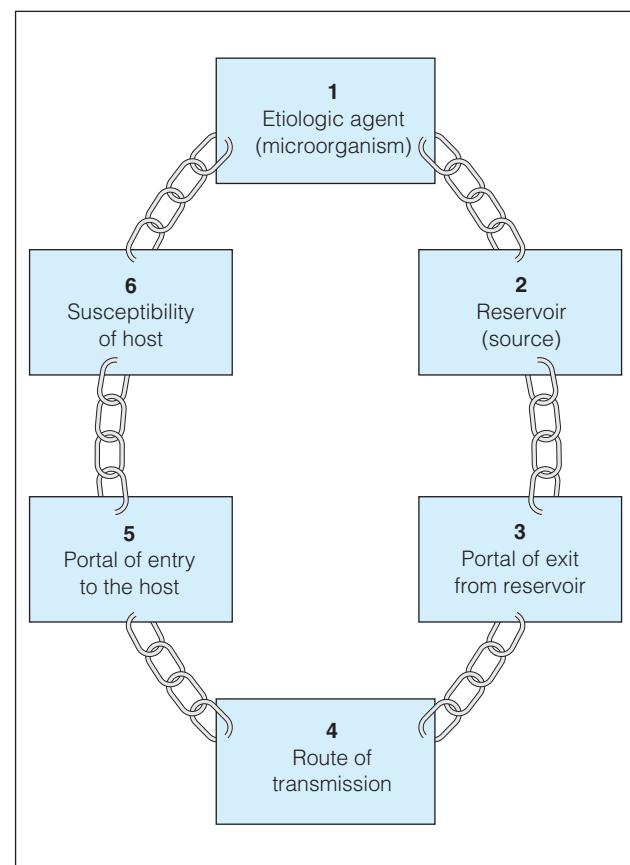 1
Etiologic agent
(microorganism)
2
Reservoir
(source)
3
Portal of exit
from reservoir
4
Route of
transmission
5
Portal of entry
to the host
6
Susceptibility
of host